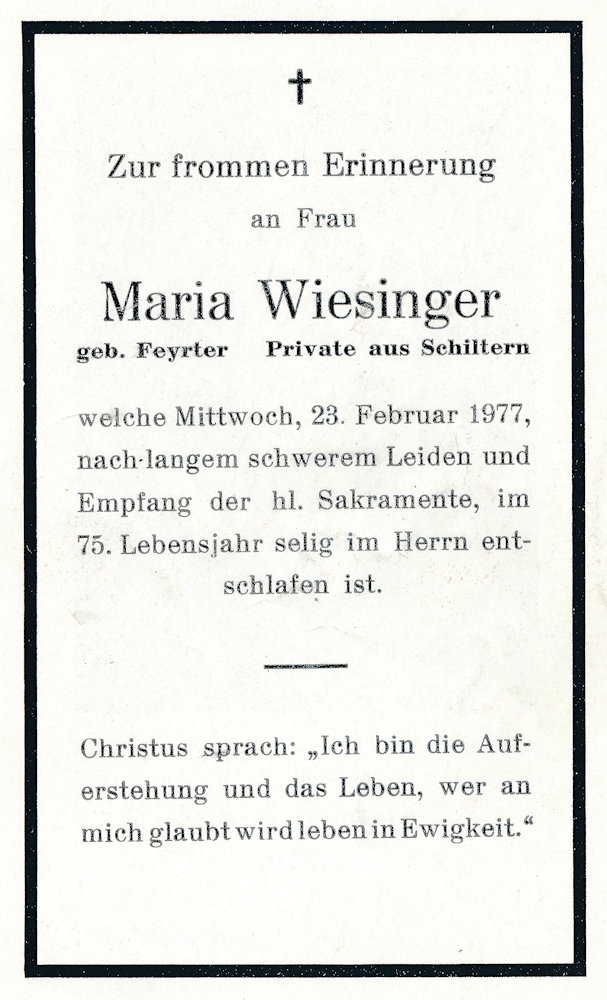 Zur frommen Erinnerung
an Frau
Maria Wiesinger
geb. Feyrter Private aus Schiltern
welche Mittwoch, 23. Februar 1977,
nach langem schwerem Leiden und
Empfang der hl. Sakramente, im
75. Lebensjahr selig im Herrn ent-
schlafen ist.
Christus sprach: „Ich bin die Auf-
erstehung und das Leben, wer an
mich glaubt wird leben in Ewigkeit.“